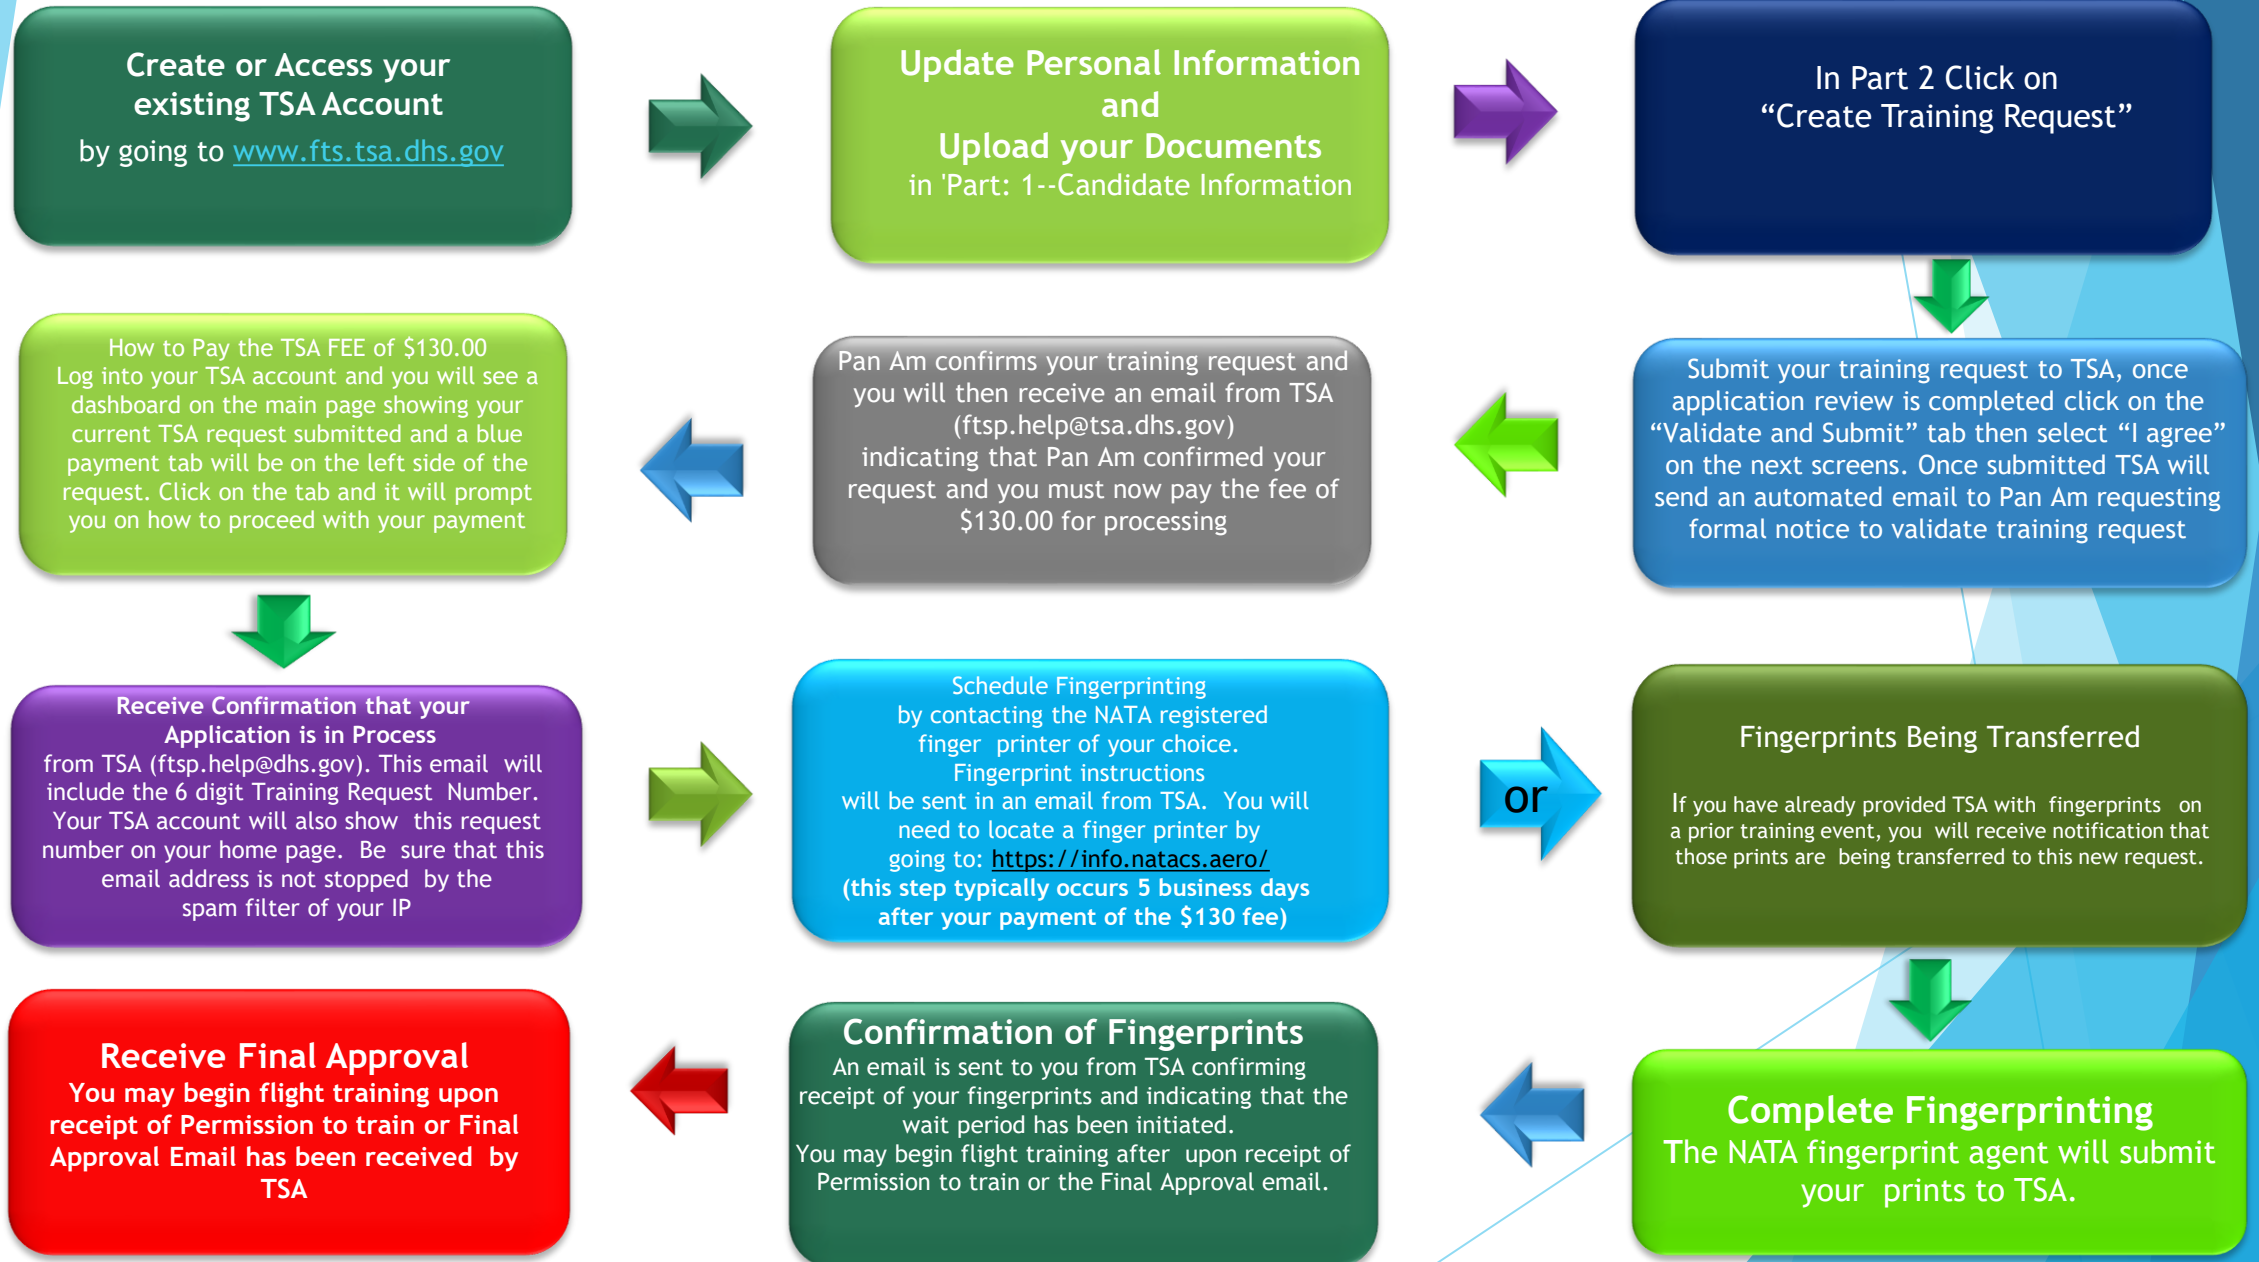 Create or Access your
existing TSA Account
by going to www.fts.tsa.dhs.gov
Update Personal Information
and
Upload your Documents
in 'Part: 1--Candidate Information
In Part 2 Click on
“Create Training Request”
Submit your training request to TSA, once
application review is completed click on the
“Validate and Submit” tab then select “I agree”
on the next screens. Once submitted TSA will
send an automated email to Pan Am requesting
formal notice to validate training request
Pan Am confirms your training request and
you will then receive an email from TSA
(ftsp.help@tsa.dhs.gov)
indicating that Pan Am confirmed your
request and you must now pay the fee of
$130.00 for processing
How to Pay the TSA FEE of $130.00
Log into your TSA account and you will see a
dashboard on the main page showing your
current TSA request submitted and a blue
payment tab will be on the left side of the
request. Click on the tab and it will prompt
you on how to proceed with your payment
Receive Confirmation that your
Application is in Process
from TSA (ftsp.help@dhs.gov). This email will
include the 6 digit Training Request Number.
Your TSA account will also show this request
number on your home page. Be sure that this
email address is not stopped by the
spam filter of your IP
Schedule Fingerprinting
by contacting the NATA registered
finger printer of your choice.
Fingerprint instructions
will be sent in an email from TSA. You will
need to locate a finger printer by
going to: https://info.natacs.aero/
(this step typically occurs 5 business days
after your payment of the $130 fee)
or
Fingerprints Being Transferred
If you have already provided TSA with fingerprints on
a prior training event, you will receive notification that
those prints are being transferred to this new request.
Complete Fingerprinting
The NATA fingerprint agent will submit
your prints to TSA.
Confirmation of Fingerprints
An email is sent to you from TSA confirming
receipt of your fingerprints and indicating that the
wait period has been initiated.
You may begin flight training after upon receipt of
Permission to train or the Final Approval email.
Receive Final Approval
You may begin flight training upon
receipt of Permission to train or Final
Approval Email has been received by
TSA